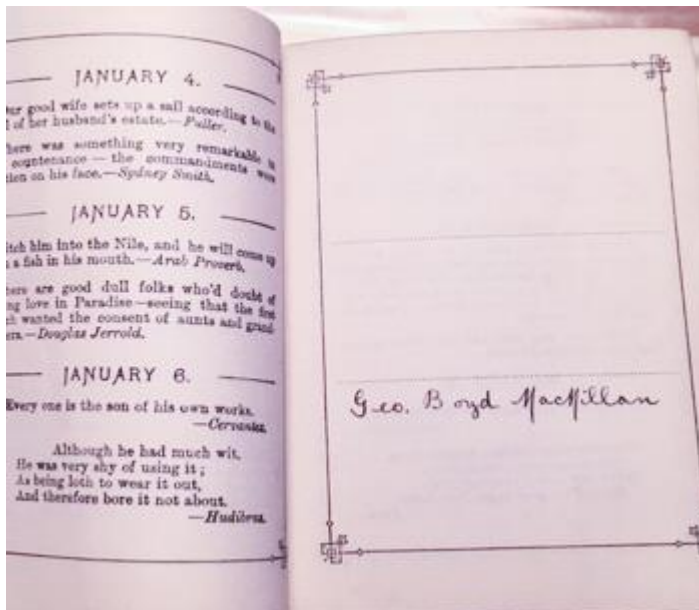 JANUARY 4.
good wife sets up a sail according to the
of her husband's estate.—Fuller.
here was something very remarkable in
countenance — the commandments were
on his face.—Sydney Smith.
JANUARY 5.
him into the Nile, and he will come up
a fish in his mouth.—Arab Proverb.
are good dull folks who'd doubt of
love in Paradise—seeing that the first
wanted the consent of aunts and grand-
—Douglas Jerrold.
JANUARY 6.
Every one is the son of his own works.
—Cervantes.
Although he had much wit,
He was very shy of using it;
As being loth to wear it out,
And therefore bore it not about.
—Hudibras.
Geo. Boyd MacMillan